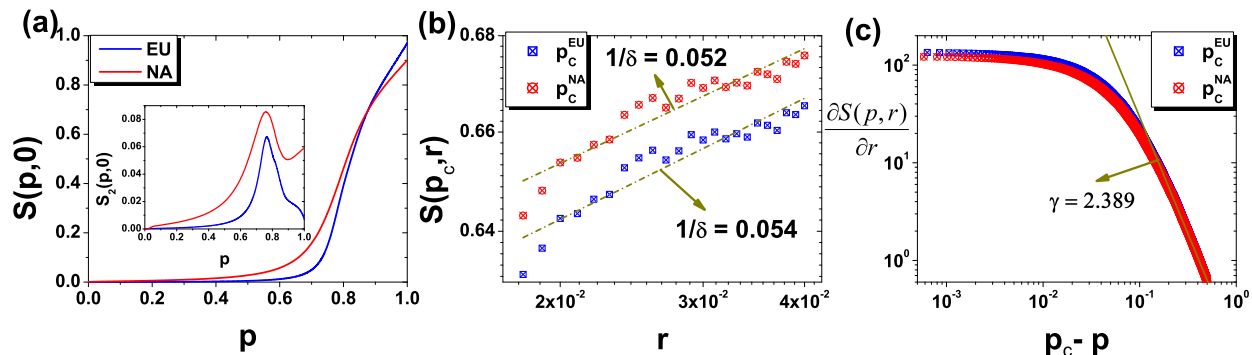 (a)
EU
NA
S(p,0)
1.0
0.8
0.6
0.4
0.2
0.0
0.0 0.2 0.4 0.6 0.8 1.0
p
S₂(p,0)
0.08
0.06
0.04
0.02
0.00
0.0 0.2 0.4 0.6 0.8 1.0
p
(b)
p_C^EU
p_C^NA
S(p_c,r)
0.68
0.66
0.64
1/δ = 0.052
1/δ = 0.054
2x10⁻² 3x10⁻² 4x10⁻²
r
(c)
p_C^EU
p_C^NA
∂S(p,r)
∂r
10²
10¹
10⁰
γ = 2.389
10⁻³ 10⁻² 10⁻¹ 10⁰
p_c- p